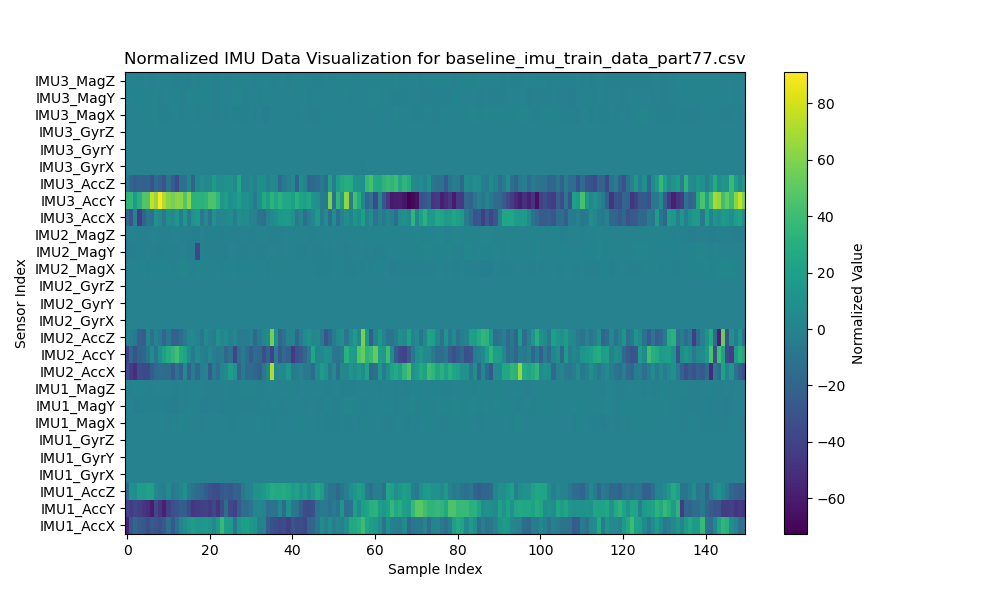 Normalized IMU Data Visualization for baseline_imu_train_data_part77.csv
IMU3_MagZ
IMU3_MagY
IMU3_MagX
IMU3_GyrZ
IMU3_GyrY
IMU3_GyrX
IMU3_AccZ
IMU3_AccY
IMU3_AccX
IMU2_MagZ
IMU2_MagY
IMU2_MagX
IMU2_GyrZ
IMU2_GyrY
IMU2_GyrX
IMU2_AccZ
IMU2_AccY
IMU2_AccX
IMU1_MagZ
IMU1_MagY
IMU1_MagX
IMU1_GyrZ
IMU1_GyrY
IMU1_GyrX
IMU1_AccZ
IMU1_AccY
IMU1_AccX
Sensor Index
0 20 40 60 80 100 120 140
Sample Index
80
60
40
20
0
−20
−40
−60
Normalized Value